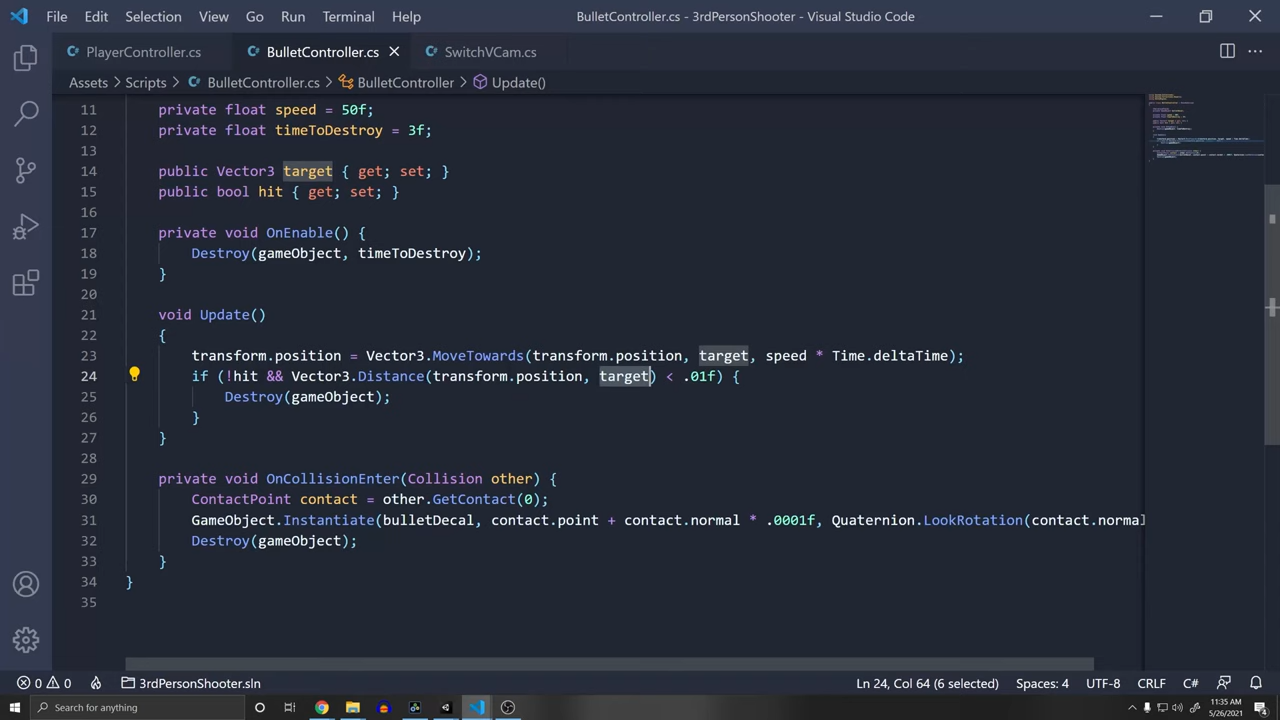 File Edit Selection View Go Run Terminal Help BulletController.cs - 3rdPersonShooter - Visual Studio Code
PlayerController.cs BulletController.cs SwitchVCam.cs
Assets > Scripts > BulletController.cs > BulletController > Update()
11 private float speed = 50f;
12 private float timeToDestroy = 3f;
13
14 public Vector3 target { get; set; }
15 public bool hit { get; set; }
16
17 private void OnEnable() {
18 Destroy(gameObject, timeToDestroy);
19 }
20
21 void Update()
22 {
23 transform.position = Vector3.MoveTowards(transform.position, target, speed * Time.deltaTime);
24 if (!hit && Vector3.Distance(transform.position, target) < .01f) {
25 Destroy(gameObject);
26 }
27 }
28
29 private void OnCollisionEnter(Collision other) {
30 ContactPoint contact = other.GetContact(0);
31 GameObject.Instantiate(bulletDecal, contact.point + contact.normal * .0001f, Quaternion.LookRotation(contact.normal
32 Destroy(gameObject);
33 }
34 }
35
0 0 3rdPersonShooter.sln Ln 24, Col 64 (6 selected) Spaces: 4 UTF-8 CRLF C#
Type here to search 11:35 AM
5/26/2021 4